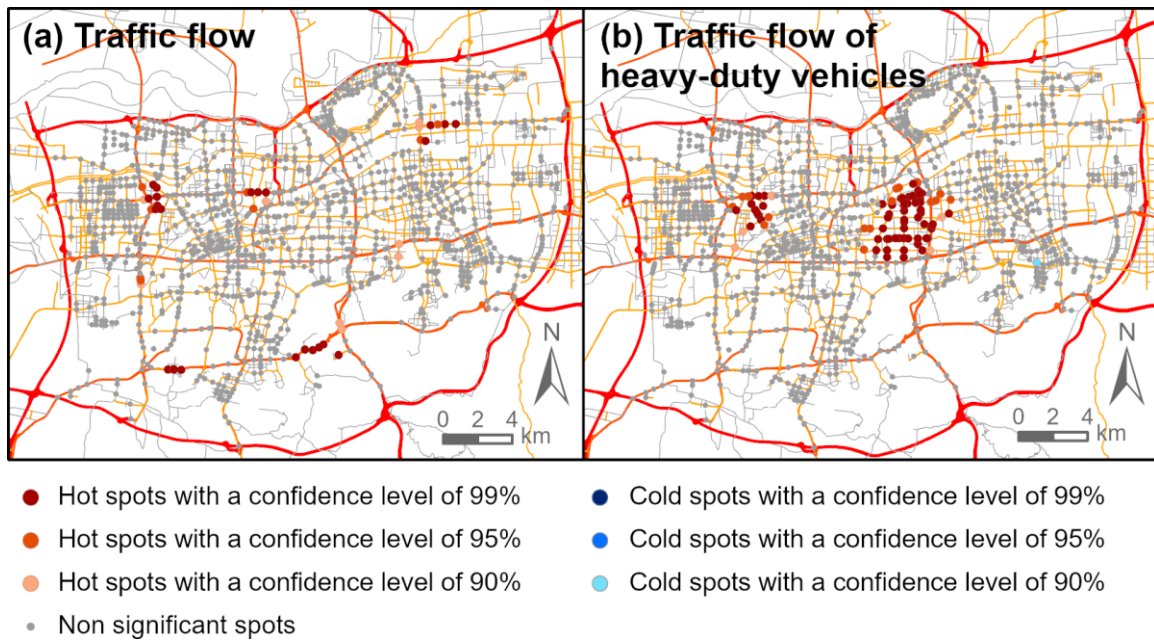 (a) Traffic flow
(b) Traffic flow of
heavy-duty vehicles
N
0 2 4
km
N
0 2 4
km
Hot spots with a confidence level of 99%
Hot spots with a confidence level of 95%
Hot spots with a confidence level of 90%
Non significant spots
Cold spots with a confidence level of 99%
Cold spots with a confidence level of 95%
Cold spots with a confidence level of 90%